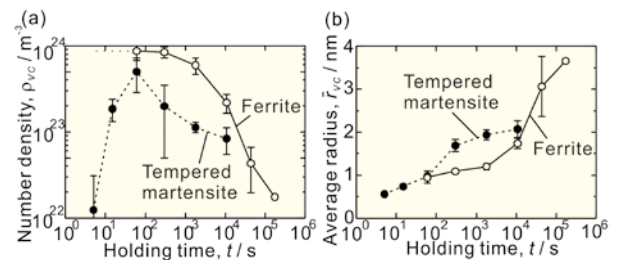 (a)
10²⁴
10²³
10²²
Number density, ρvc / m⁻³
Ferrite
Tempered
martensite
10⁰ 10¹ 10² 10³ 10⁴ 10⁵ 10⁶
Holding time, t / s
(b)
4
3
2
1
0
Average radius, r̄vc / nm
Tempered
martensite
Ferrite
10⁰ 10¹ 10² 10³ 10⁴ 10⁵ 10⁶
Holding time, t / s